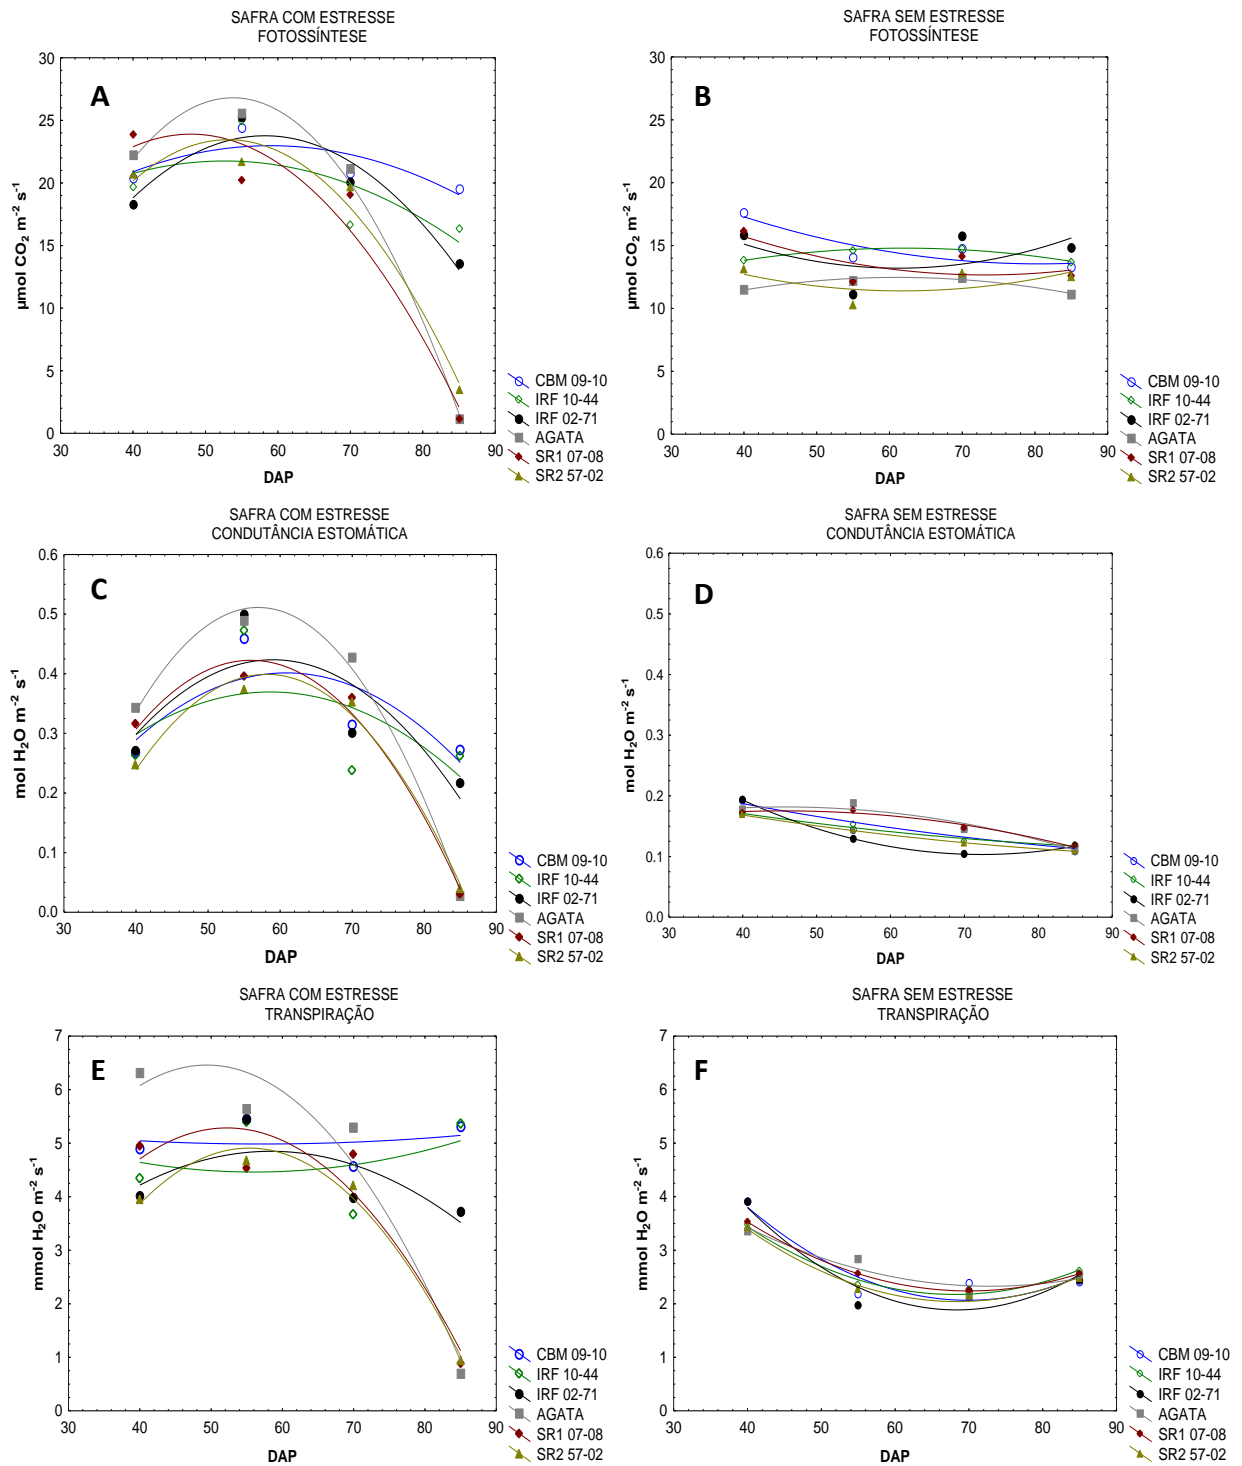 SAFRA COM ESTRESSE
FOTOSSÍNTESE
A
30
25
20
15
10
5
0
µmol CO₂ m⁻² s⁻¹
30 40 50 60 70 80 90
DAP
CBM 09-10
IRF 10-44
IRF 02-71
AGATA
SR1 07-08
SR2 57-02
SAFRA SEM ESTRESSE
FOTOSSÍNTESE
B
30
25
20
15
10
5
0
µmol CO₂ m⁻² s⁻¹
30 40 50 60 70 80 90
DAP
CBM 09-10
IRF 10-44
IRF 02-71
AGATA
SR1 07-08
SR2 57-02
SAFRA COM ESTRESSE
CONDUTÂNCIA ESTOMÁTICA
C
0.6
0.5
0.4
0.3
0.2
0.1
0.0
mol H₂O m⁻² s⁻¹
30 40 50 60 70 80 90
DAP
CBM 09-10
IRF 10-44
IRF 02-71
AGATA
SR1 07-08
SR2 57-02
SAFRA SEM ESTRESSE
CONDUTÂNCIA ESTOMÁTICA
D
0.6
0.5
0.4
0.3
0.2
0.1
0.0
mol H₂O m⁻² s⁻¹
30 40 50 60 70 80 90
DAP
CBM 09-10
IRF 10-44
IRF 02-71
AGATA
SR1 07-08
SR2 57-02
SAFRA COM ESTRESSE
TRANSPIRAÇÃO
E
7
6
5
4
3
2
1
0
mmol H₂O m⁻² s⁻¹
30 40 50 60 70 80 90
DAP
CBM 09-10
IRF 10-44
IRF 02-71
AGATA
SR1 07-08
SR2 57-02
SAFRA SEM ESTRESSE
TRANSPIRAÇÃO
F
7
6
5
4
3
2
1
0
mmol H₂O m⁻² s⁻¹
30 40 50 60 70 80 90
DAP
CBM 09-10
IRF 10-44
IRF 02-71
AGATA
SR1 07-08
SR2 57-02